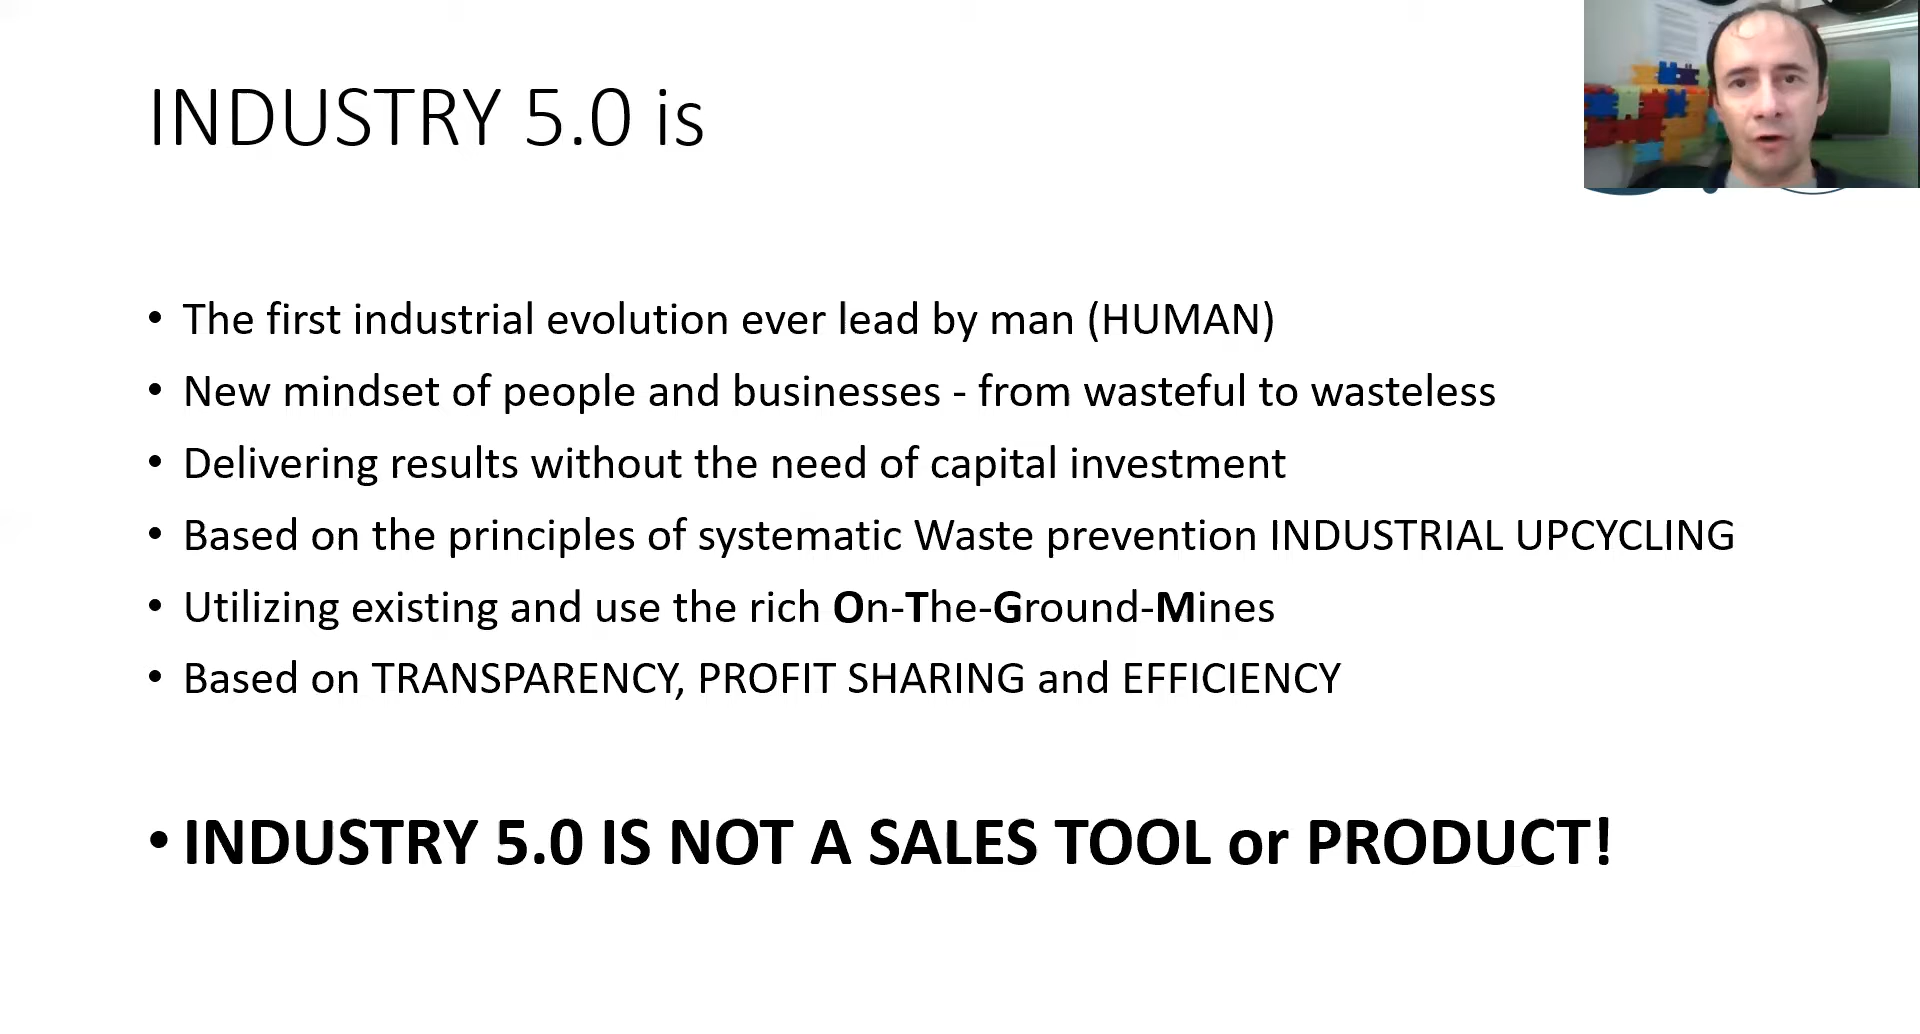 INDUSTRY 5.0 is
• The first industrial evolution ever lead by man (HUMAN)
• New mindset of people and businesses - from wasteful to wasteless
• Delivering results without the need of capital investment
• Based on the principles of systematic Waste prevention INDUSTRIAL UPCYCLING
• Utilizing existing and use the rich On-The-Ground-Mines
• Based on TRANSPARENCY, PROFIT SHARING and EFFICIENCY
• INDUSTRY 5.0 IS NOT A SALES TOOL or PRODUCT!